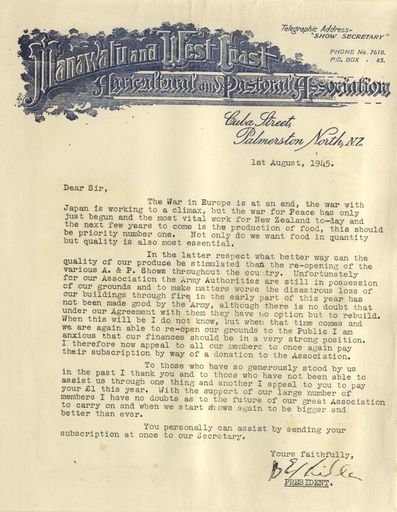 Telegraphic Address-
"SHOW SECRETARY"
Manawatu and West Coast
Agricultural and Pastoral Association
PHONE No. 7610.
P.O. BOX - 65.
Cuba Street,
Palmerston North, N.Z.
1st August, 1945.
Dear Sir,
The War in Europe is at an end, the war with
Japan is working to a climax, but the war for Peace has only
just begun and the most vital work for New Zealand to-day and
the next few years to come is the production of food, this should
be priority number one. Not only do we want food in quantity
but quality is also most essential.
In the latter respect what better way can the
quality of our produce be stimulated than the re-opening of the
various A. & P. Shows throughout the country. Unfortunately
for our Association the Army Authorities are still in possession
of our grounds and to make matters worse the disastrous loss of
our buildings through fire in the early part of this year has
not been made good by the Army, although there is no doubt that
under our Agreement with them they have no option but to rebuild.
When this will be I do not know, but when that time comes and
we are again able to re-open our grounds to the Public I am
anxious that our finances should be in a very strong position.
I therefore now appeal to all our members to once again pay
their subscription by way of a donation to the Association.
To those who have so generously stood by us
in the past I thank you and to those who have not been able to
assist us through one thing and another I appeal to you to pay
your £1 this year. With the support of our large number of
members I have no doubts as to the future of our great Association
to carry on and when we start shows again to be bigger and
better than ever.
You personally can assist by sending your
subscription at once to our Secretary.
Yours faithfully,
PRESIDENT.